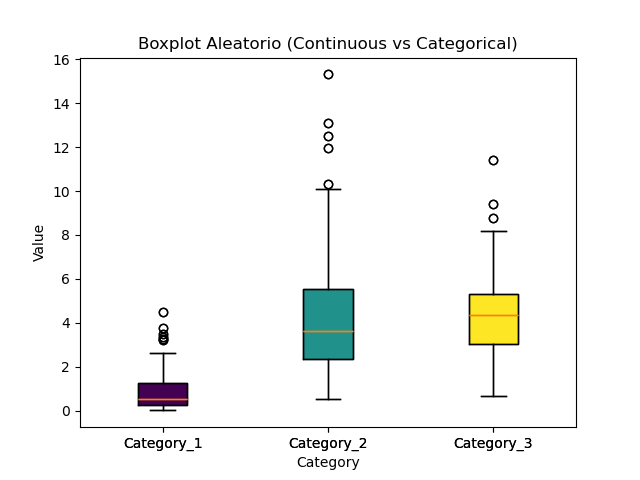 Boxplot Aleatorio (Continuous vs Categorical)
Value
16
14
12
10
8
6
4
2
0
Category_1 Category_2 Category_3
Category